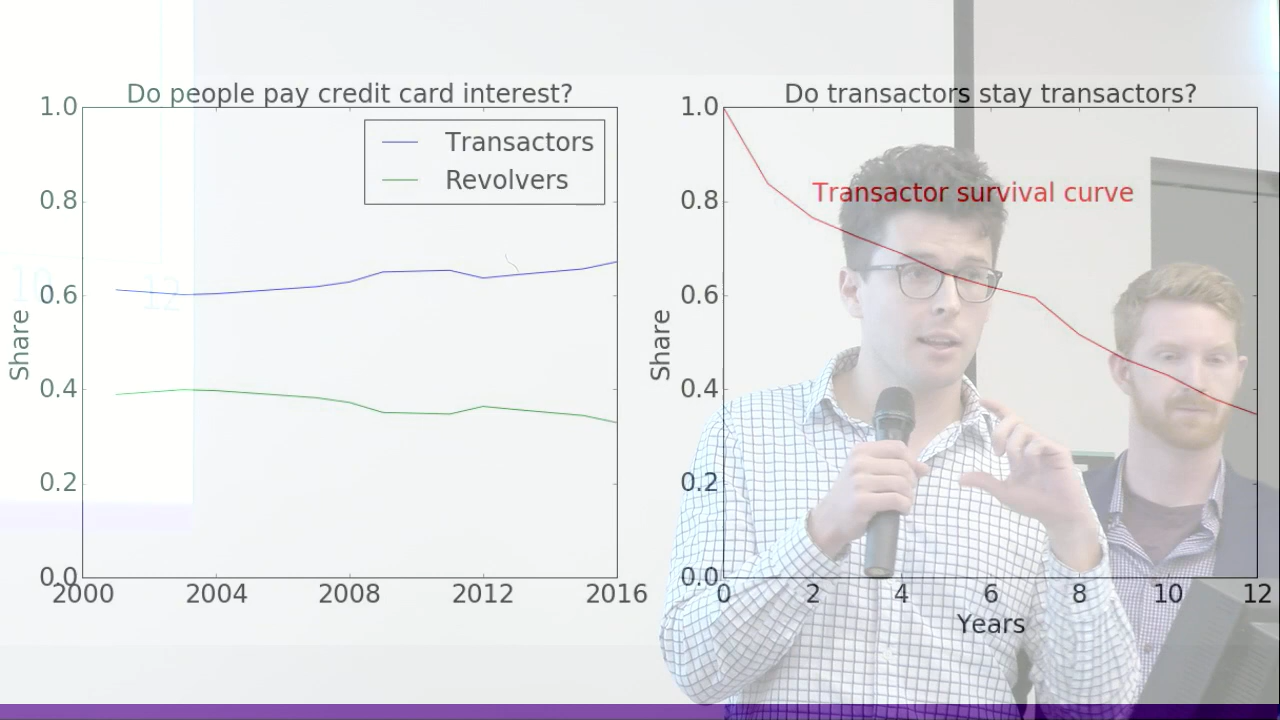 Do people pay credit card interest?
1.0
0.8
0.6
0.4
0.2
0.0
Share
Transactors
Revolvers
2000 2004 2008 2012 2016
Do transactors stay transactors?
1.0
0.8
0.6
0.4
0.2
0.0
Share
Transactor survival curve
0 2 4 6 8 10 12
Years
10
12